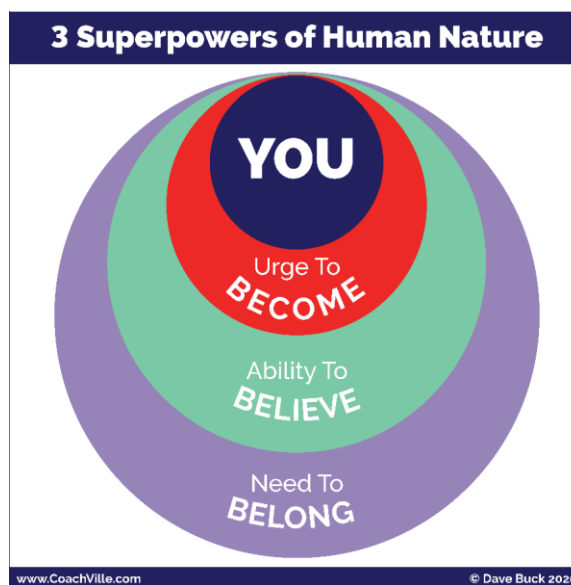 3 Superpowers of Human Nature
YOU
Urge To
BECOME
Ability To
BELIEVE
Need To
BELONG
www.CoachVille.com
© Dave Buck